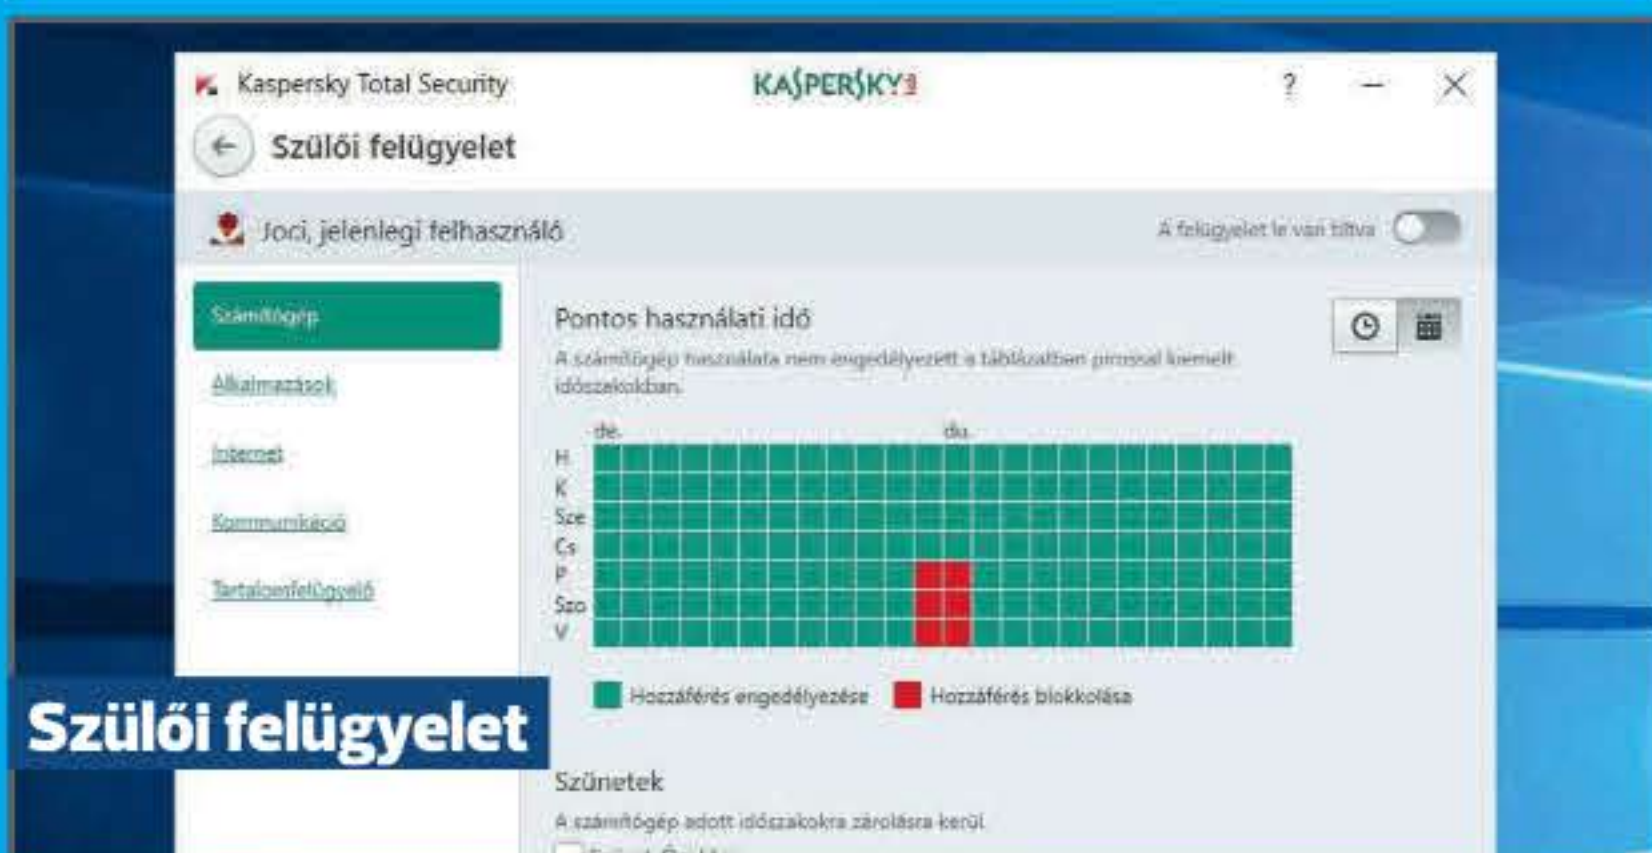 Kaspersky Total Security
KASPERSKY
?
Szülői felügyelet
Joci, jelenlegi felhasználó
A felügyelet le van tiltva
Számítógép
Alkalmazások
Internet
Kommunikáció
Tartalomfelügyelő
Pontos használati idő
A számítógép használata nem engedélyezett a táblázatban pirossal kiemelt
időszakokban.
de.
du.
H
K
Sze
Cs
P
Szo
V
Hozzáférés engedélyezése
Hozzáférés blokkolása
Szülői felügyelet
Szünetek
A számítógép adott időszakokra zárolásra kerül